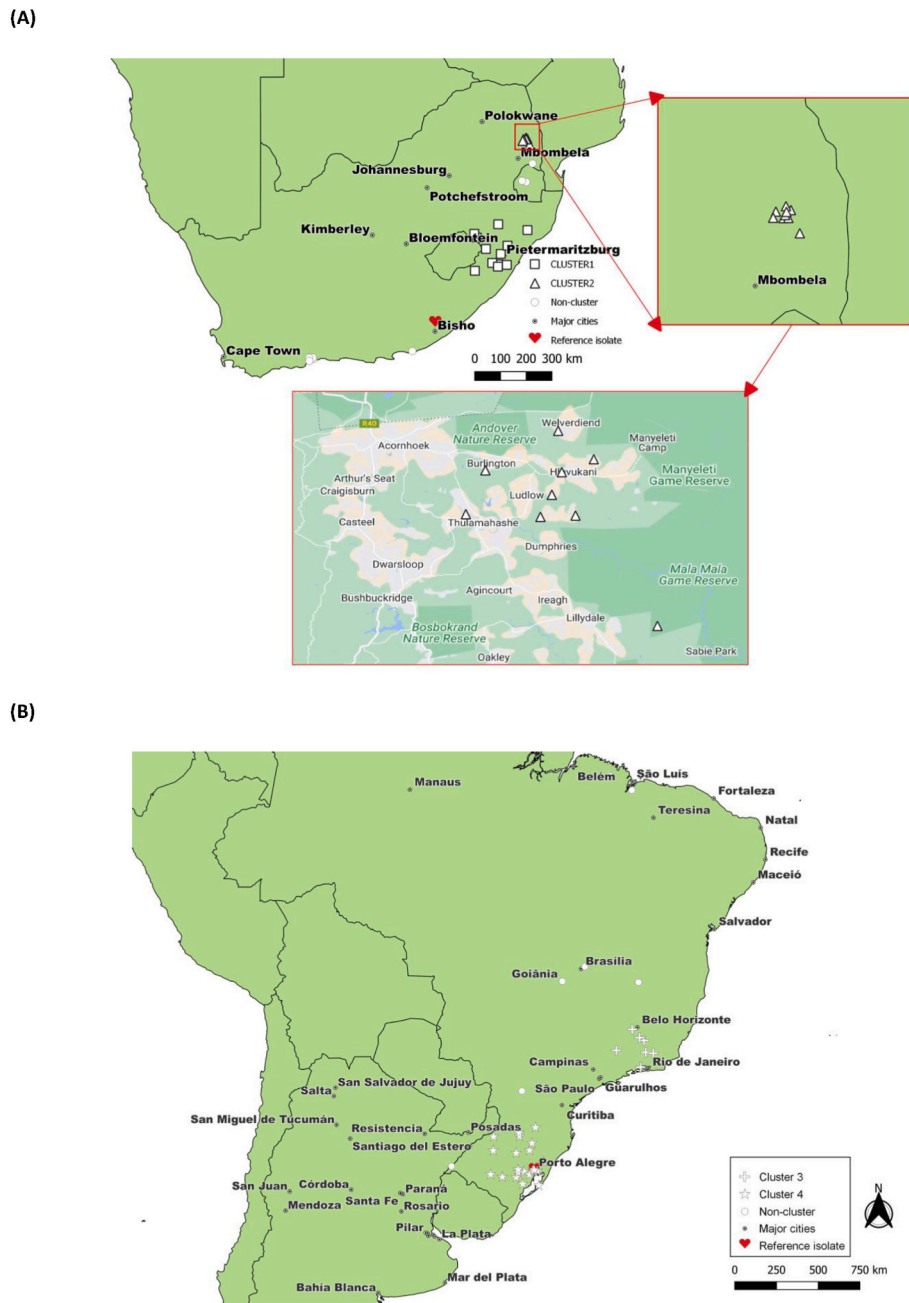 (A)
Polokwane
Mbombela
Johannesburg
Potchefstroom
Kimberley
Bloemfontein
Pietermaritzburg
CLUSTER1
CLUSTER2
Non-cluster
Major cities
Reference isolate
Bisho
Cape Town
0 100 200 300 km
Mbombela
R40
Acornhoek
Andover
Nature Reserve
Welverdiend
Manyeleti
Camp
Burlington
Hluvukani
Manyeleti
Game Reserve
Arthur's Seat
Craigisburn
Ludlow
Casteel
Thulamahashe
Dumphries
Dwarsloop
Mala Mala
Game Reserve
Agincourt
Bushbuckridge
Ireagh
Lillydale
Bosbokrand
Nature Reserve
Oakley
Sabie Park
(B)
Manaus
Belém
São Luís
Fortaleza
Teresina
Natal
Recife
Maceió
Salvador
Brasília
Goiânia
Belo Horizonte
Campinas
Rio de Janeiro
São Paulo
Guarulhos
Curitiba
San Salvador de Jujuy
Salta
San Miguel de Tucumán
Resistencia
Posadas
Santiago del Estero
Porto Alegre
San Juan
Córdoba
Paraná
Santa Fe
Mendoza
Rosario
Pilar
La Plata
Mar del Plata
Bahía Blanca
Cluster 3
Cluster 4
Non-cluster
Major cities
Reference isolate
N
0 250 500 750 km